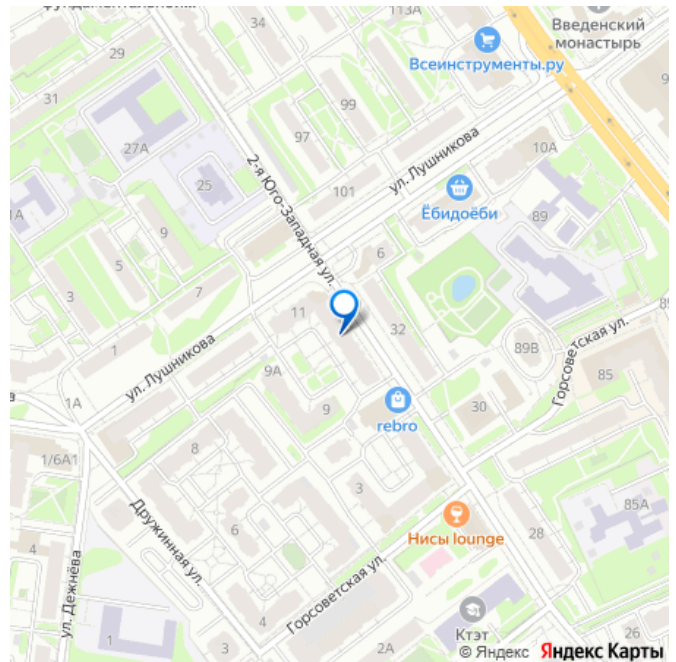 фундаментальной...
34
113А
Введенский
монастырь
Всеинструменты.ру
29
31
27А
99
97
ул. Лушникова
10А
2-я Юго-Западная ул.
25
101
Ёбидоёби
89
9
5
6
3
7
11
32
1
ул. Лушникова
89В
Горсоветская ул.
85
9А
9
rebro
30
1А
1/6А1
8
3
85А
Дружинная ул.
6
Нисы lounge
28
4
ул. Дежнёва
Горсоветская ул.
1
3
4
2А
Ктэт
26
© Яндекс Яндекс Карты